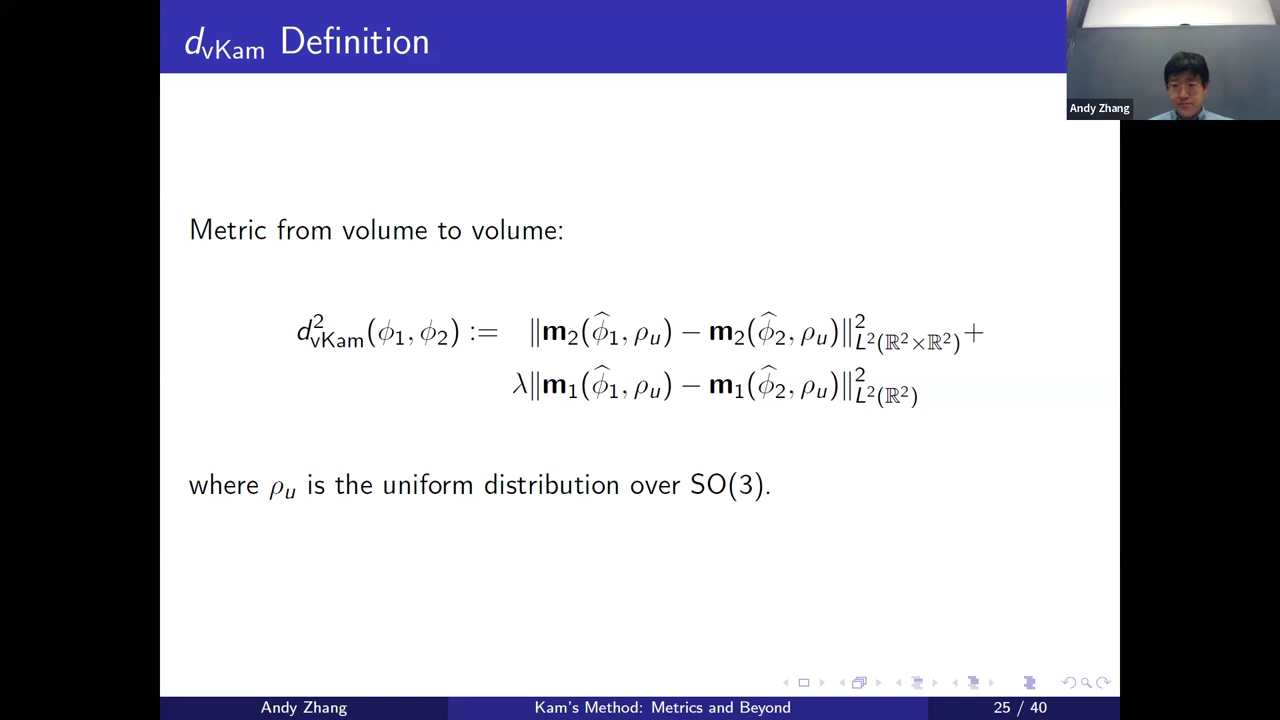 d_vKam Definition
Andy Zhang
Metric from volume to volume:
d²_vKam(ϕ₁, ϕ₂) := ‖m₂(ϕ̂₁, ρᵤ) − m₂(ϕ̂₂, ρᵤ)‖²_L²(ℝ²×ℝ²) +
λ‖m₁(ϕ̂₁, ρᵤ) − m₁(ϕ̂₂, ρᵤ)‖²_L²(ℝ²)
where ρᵤ is the uniform distribution over SO(3).
Andy Zhang Kam's Method: Metrics and Beyond 25 / 40